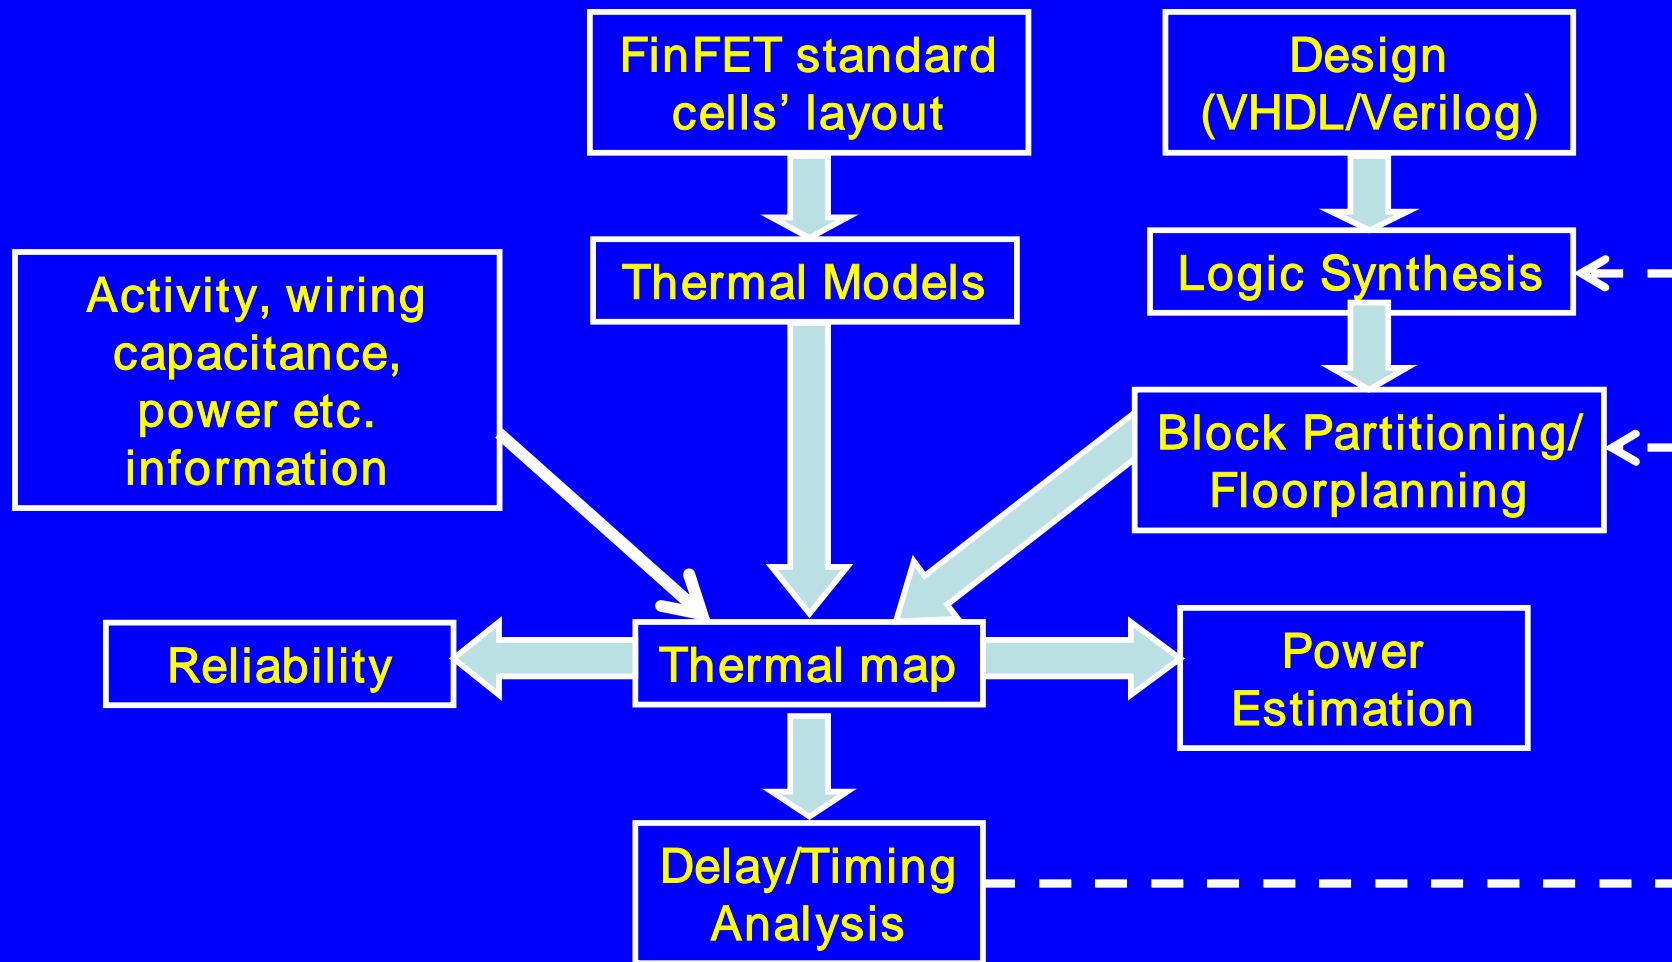 FinFET standard
cells’ layout
Design
(VHDL/Verilog)
Thermal Models
Logic Synthesis
Activity, wiring
capacitance,
power etc.
information
Block Partitioning/
Floorplanning
Reliability
Thermal map
Power
Estimation
Delay/Timing
Analysis